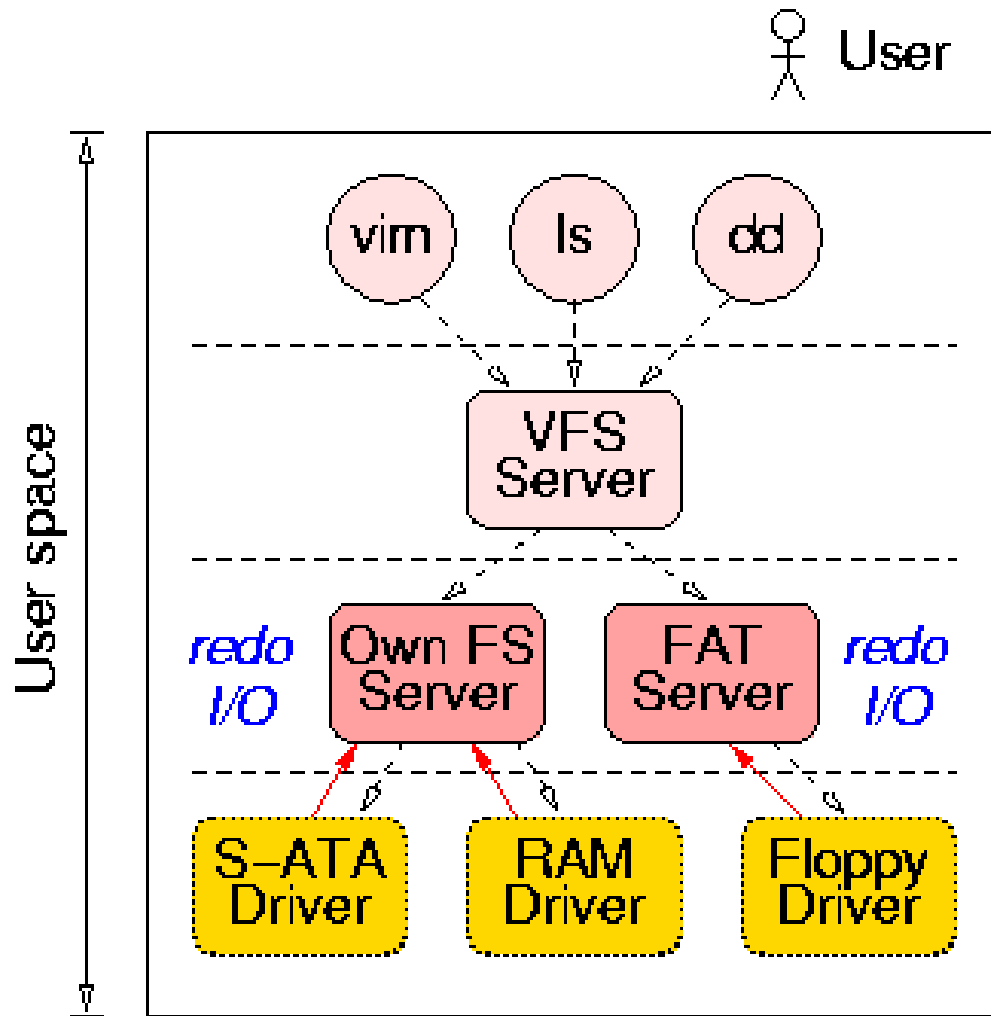 User
vim
ls
dd
VFS
Server
User space
redo
I/O
Own FS
Server
FAT
Server
redo
I/O
S-ATA
Driver
RAM
Driver
Floppy
Driver